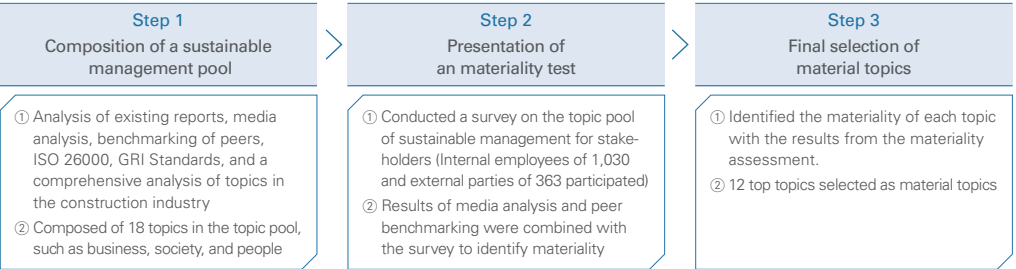 Step 1
Composition of a sustainable
management pool
① Analysis of existing reports, media
analysis, benchmarking of peers,
ISO 26000, GRI Standards, and a
comprehensive analysis of topics in
the construction industry
② Composed of 18 topics in the topic pool,
such as business, society, and people
Step 2
Presentation of
an materiality test
① Conducted a survey on the topic pool
of sustainable management for stake-
holders (Internal employees of 1,030
and external parties of 363 participated)
② Results of media analysis and peer
benchmarking were combined with
the survey to identify materiality
Step 3
Final selection of
material topics
① Identified the materiality of each topic
with the results from the materiality
assessment.
② 12 top topics selected as material topics